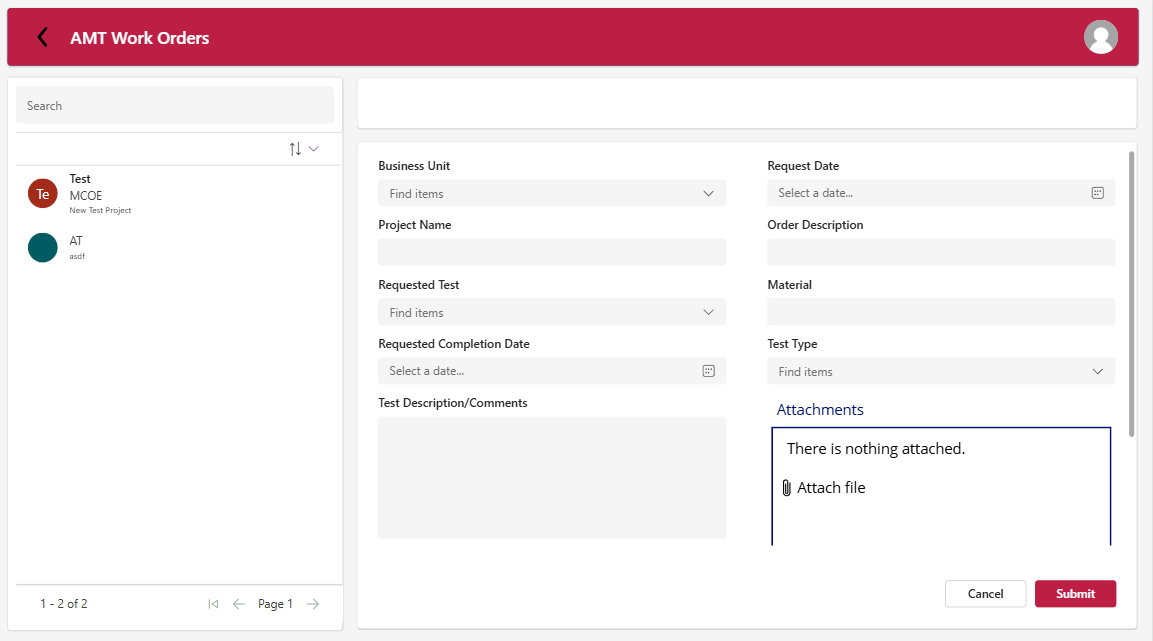 AMT Work Orders
Search
Te
Test
MCOE
New Test Project
AT
asdf
1 - 2 of 2
Page 1
Business Unit
Find items
Request Date
Select a date...
Project Name
Order Description
Requested Test
Find items
Material
Requested Completion Date
Select a date...
Test Type
Find items
Test Description/Comments
Attachments
There is nothing attached.
Attach file
Cancel
Submit